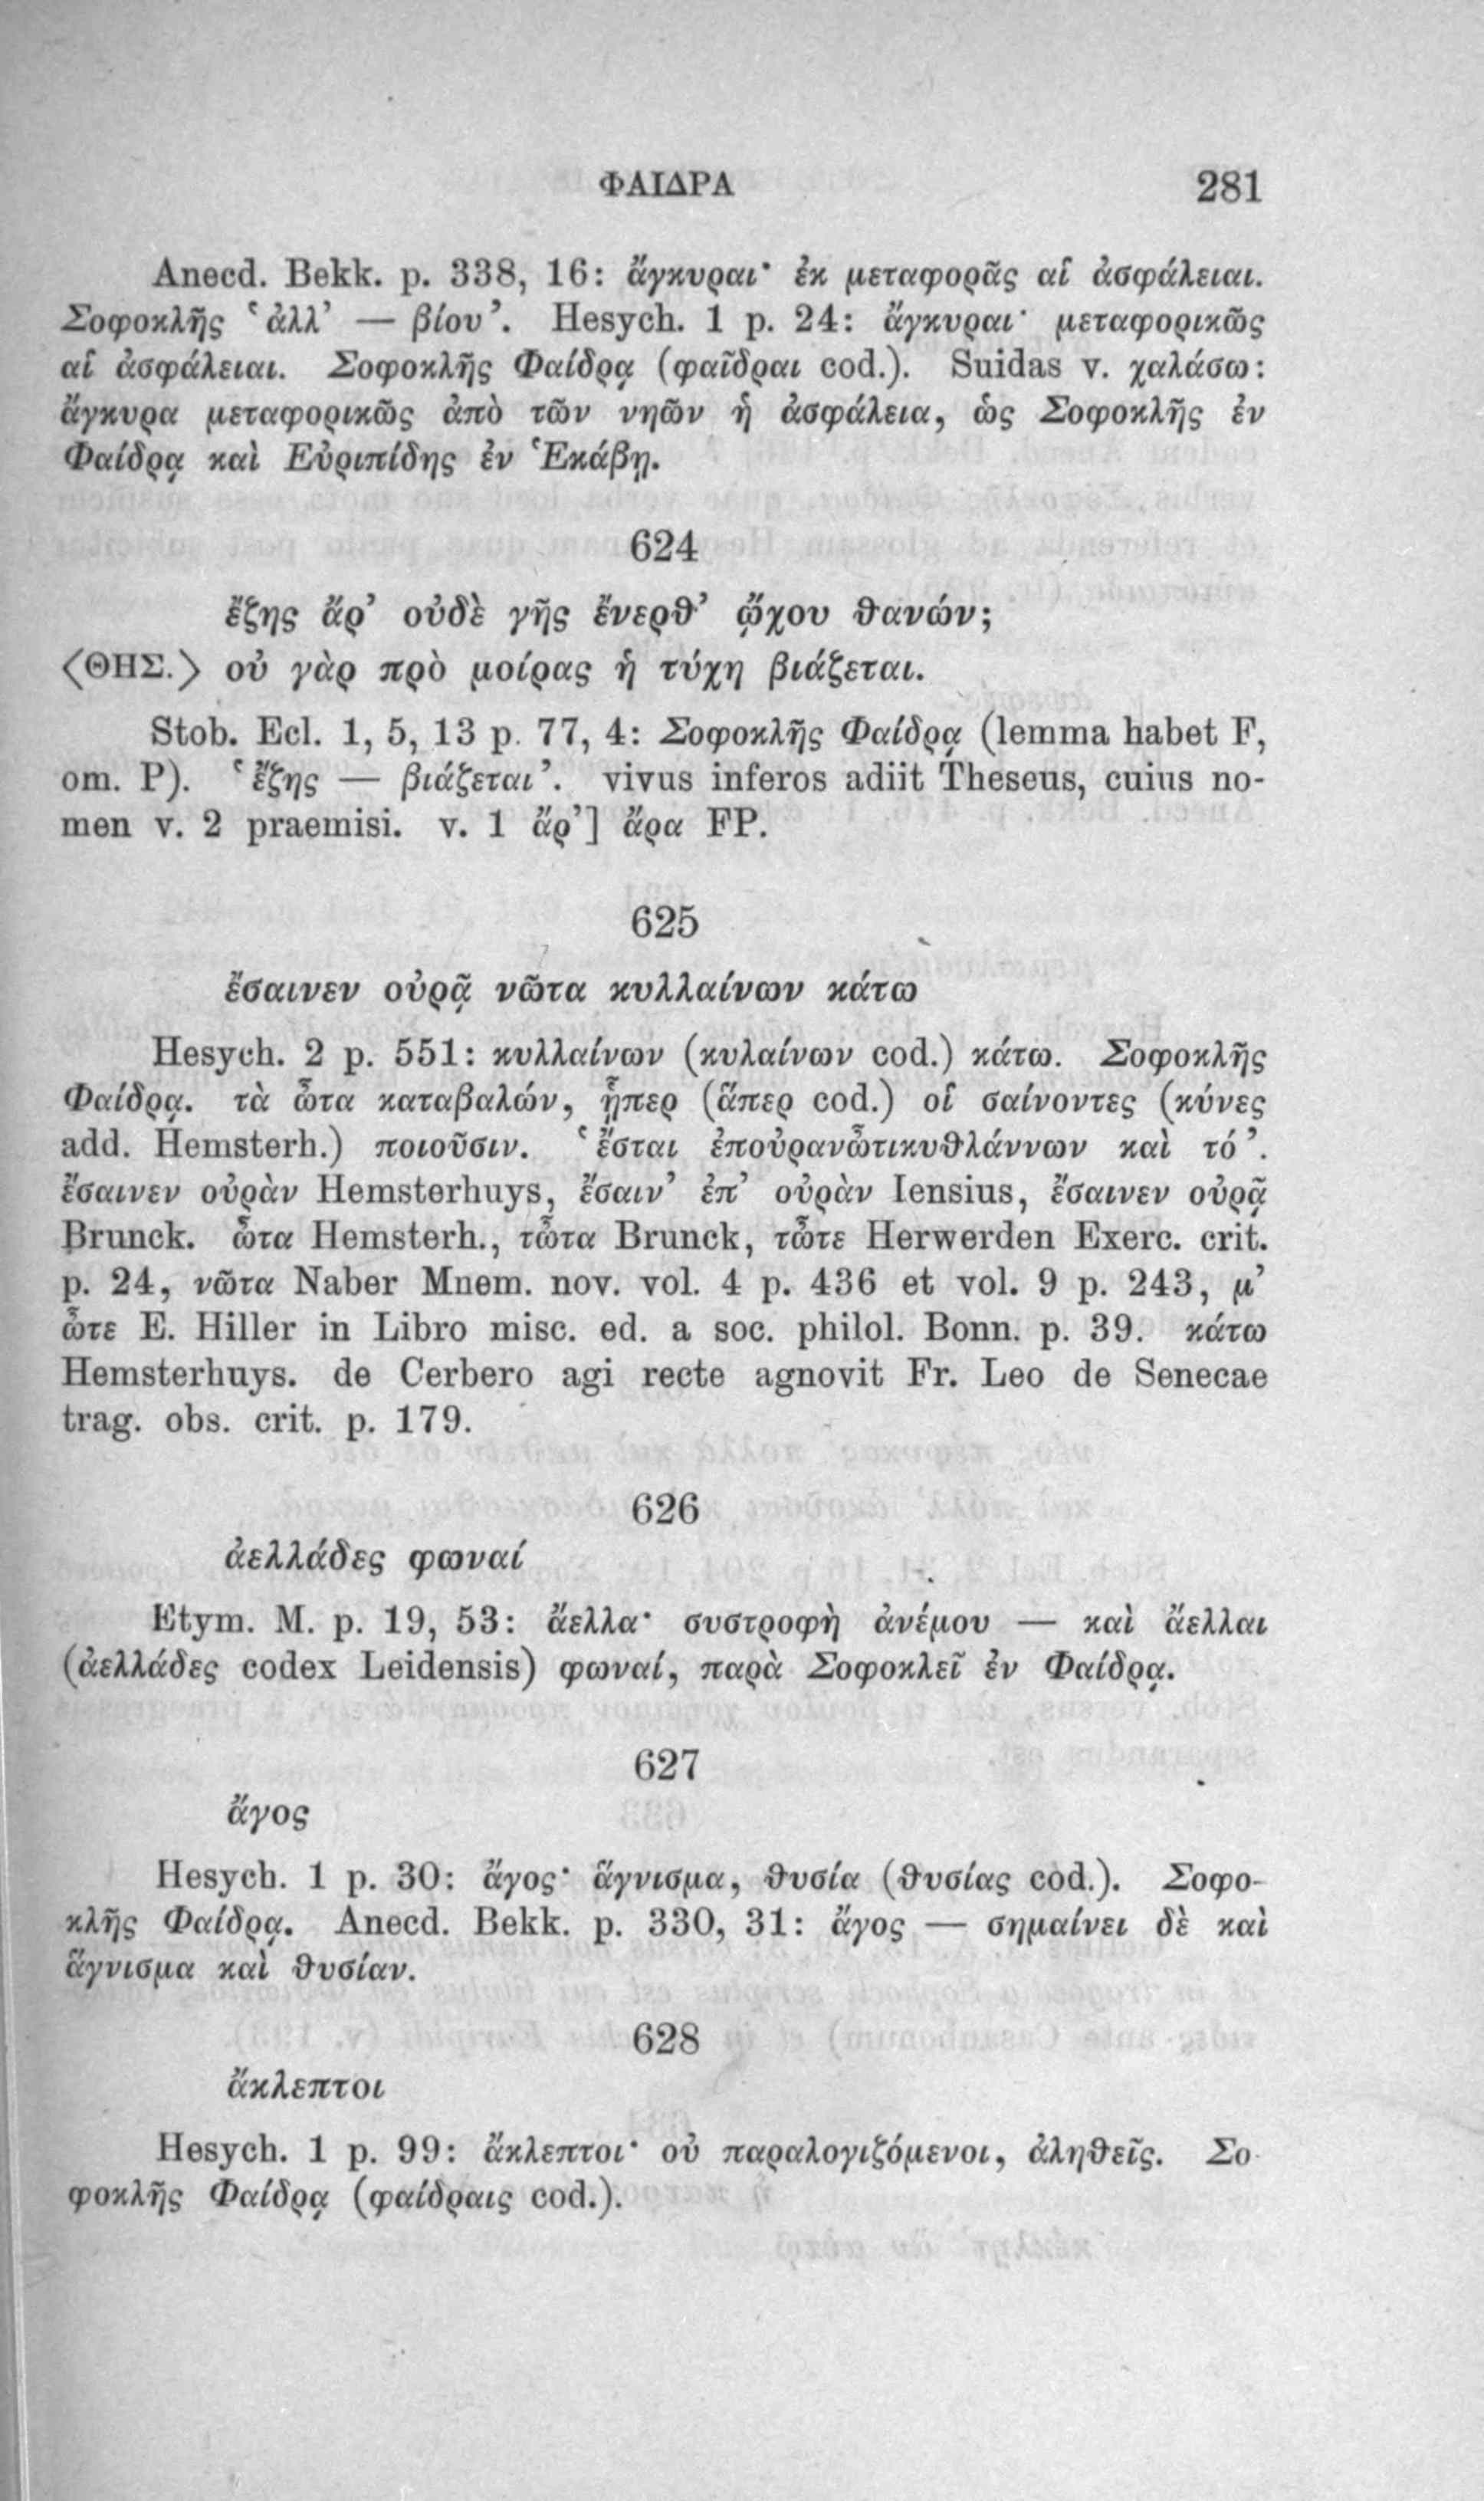 ΦΑΙΔΡΑ 281
Anecd. Bekk. p. 338, 16: ἄγκυραι· ἐκ μεταφορᾶς αἱ ἀσφάλειαι.
Σοφοκλῆς ‘ἀλλ’ — βίου’. Hesych. 1 p. 24: ἄγκυραι· μεταφορικῶς
αἱ ἀσφάλειαι. Σοφοκλῆς Φαίδρᾳ (φαῖδραι cod.). Suidas v. χαλάσω:
ἄγκυρα μεταφορικῶς ἀπὸ τῶν νηῶν ἡ ἀσφάλεια, ὡς Σοφοκλῆς ἐν
Φαίδρᾳ καὶ Εὐριπίδης ἐν Ἑκάβῃ.
624
ἔζης ἄρ’ οὐδὲ γῆς ἔνερθ’ ᾤχου θανών;
⟨ΘΗΣ.⟩ οὐ γὰρ πρὸ μοίρας ἡ τύχη βιάζεται.
Stob. Ecl. 1, 5, 13 p. 77, 4: Σοφοκλῆς Φαίδρᾳ (lemma habet F,
om. P). ‘ἔζης — βιάζεται’. vivus inferos adiit Theseus, cuius no-
men v. 2 praemisi. v. 1 ἄρ’] ἄρα FP.
625
ἔσαινεν οὐρᾷ νῶτα κυλλαίνων κάτω
Hesych. 2 p. 551: κυλλαίνων (κυλαίνων cod.) κάτω. Σοφοκλῆς
Φαίδρᾳ. τὰ ὦτα καταβαλών, ᾗπερ (ἅπερ cod.) οἱ σαίνοντες (κύνες
add. Hemsterh.) ποιοῦσιν. ‘ἔσται ἐπούρανὦτικυθλάννων καὶ τό’.
ἔσαινεν οὐρὰν Hemsterhuys, ἔσαιν’ ἐπ’ οὐρὰν Iensius, ἔσαινεν οὐρᾷ
Brunck. ὦτα Hemsterh., τὦτα Brunck, τὦτε Herwerden Exerc. crit.
p. 24, νῶτα Naber Mnem. nov. vol. 4 p. 436 et vol. 9 p. 243, μ’
ὦτε E. Hiller in Libro misc. ed. a soc. philol. Bonn. p. 39. κάτω
Hemsterhuys. de Cerbero agi recte agnovit Fr. Leo de Senecae
trag. obs. crit. p. 179.
626
ἀελλάδες φωναί
Etym. M. p. 19, 53: ἄελλα· συστροφὴ ἀνέμου — καὶ ἄελλαι
(ἀελλάδες codex Leidensis) φωναί, παρὰ Σοφοκλεῖ ἐν Φαίδρᾳ.
627
ἅγος
Hesych. 1 p. 30: ἅγος· ἅγνισμα, θυσία (θυσίας cod.). Σοφο-
κλῆς Φαίδρᾳ. Anecd. Bekk. p. 330, 31: ἄγος — σημαίνει δὲ καὶ
ἅγνισμα καὶ θυσίαν.
628
ἄκλεπτοι
Hesych. 1 p. 99: ἄκλεπτοι· οὐ παραλογιζόμενοι, ἀληθεῖς. Σο-
φοκλῆς Φαίδρᾳ (φαίδραις cod.).